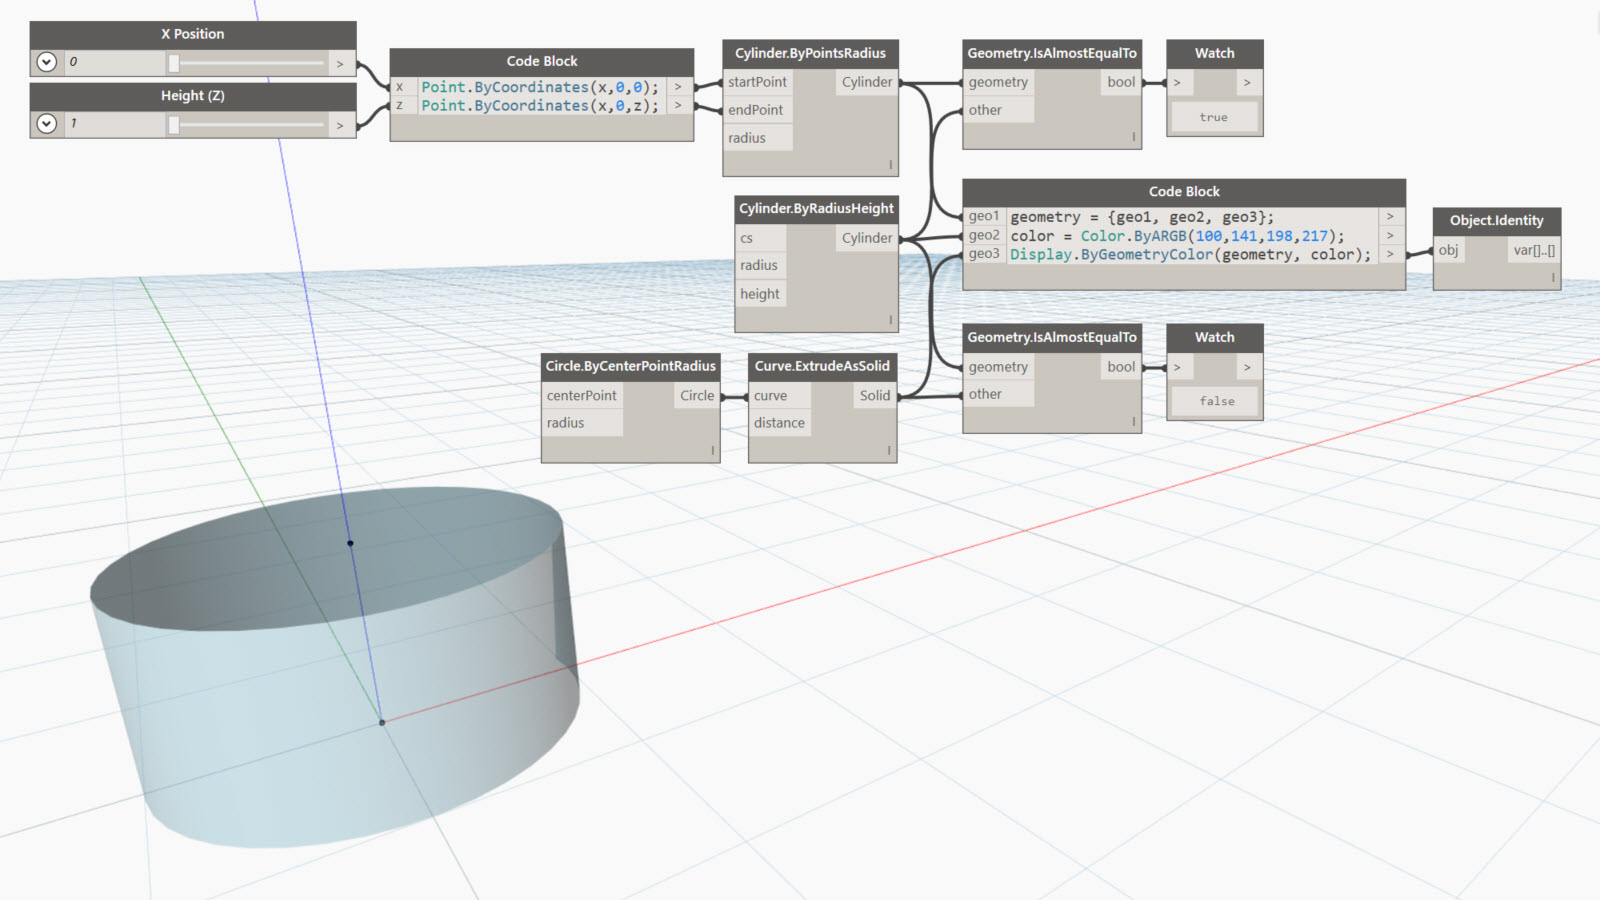 X Position
0
>
Height (Z)
1
>
Code Block
x Point.ByCoordinates(x,0,0); >
z Point.ByCoordinates(x,0,z); >
Cylinder.ByPointsRadius
startPoint Cylinder
endPoint
radius
Geometry.IsAlmostEqualTo
geometry bool
other
Watch
> >
true
Cylinder.ByRadiusHeight
cs Cylinder
radius
height
Code Block
geo1 geometry = {geo1, geo2, geo3}; >
geo2 color = Color.ByARGB(100,141,198,217); >
geo3 Display.ByGeometryColor(geometry, color); >
Object.Identity
obj var[]..[]
Circle.ByCenterPointRadius
centerPoint Circle
radius
Curve.ExtrudeAsSolid
curve Solid
distance
Geometry.IsAlmostEqualTo
geometry bool
other
Watch
> >
false